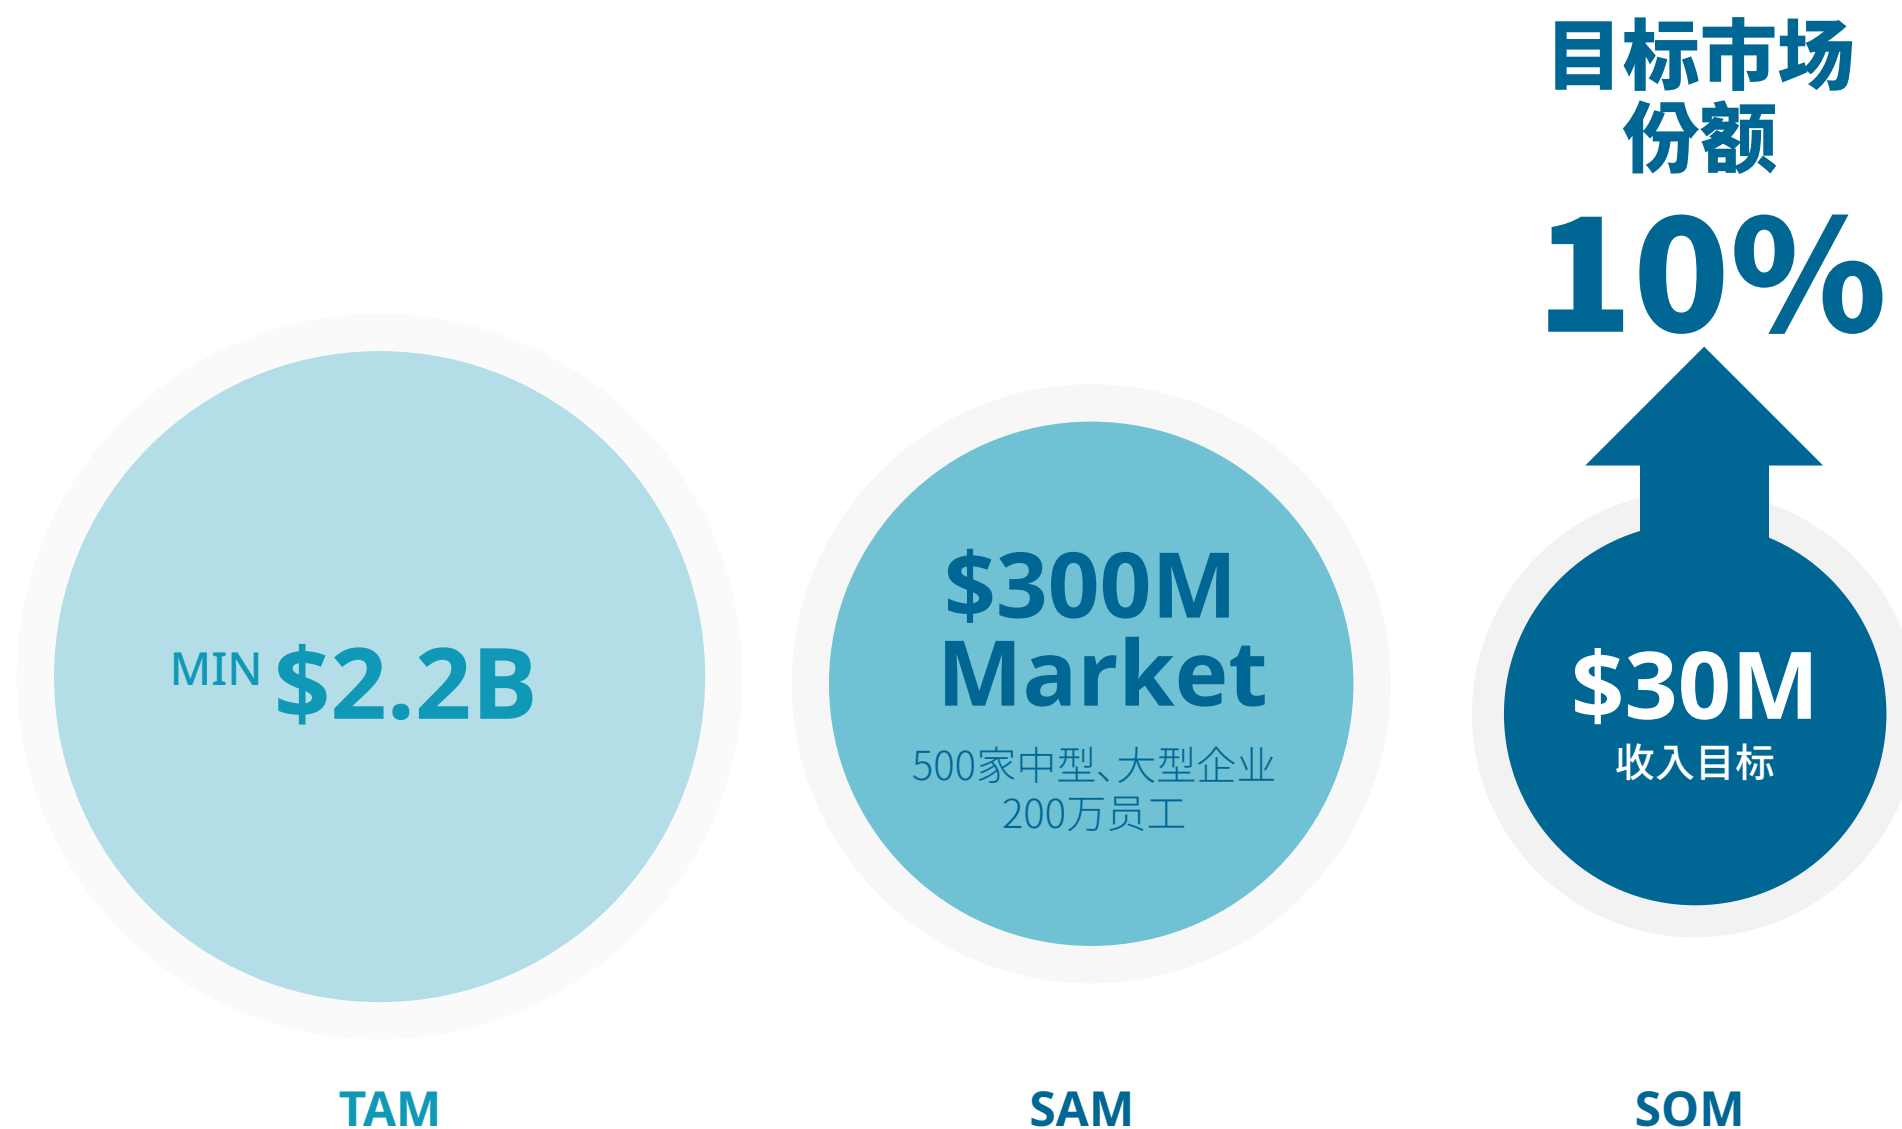 目标市场
份额
10%
MIN $2.2B
$300M
Market
500家中型、大型企业
200万员工
$30M
收入目标
TAM
SAM
SOM